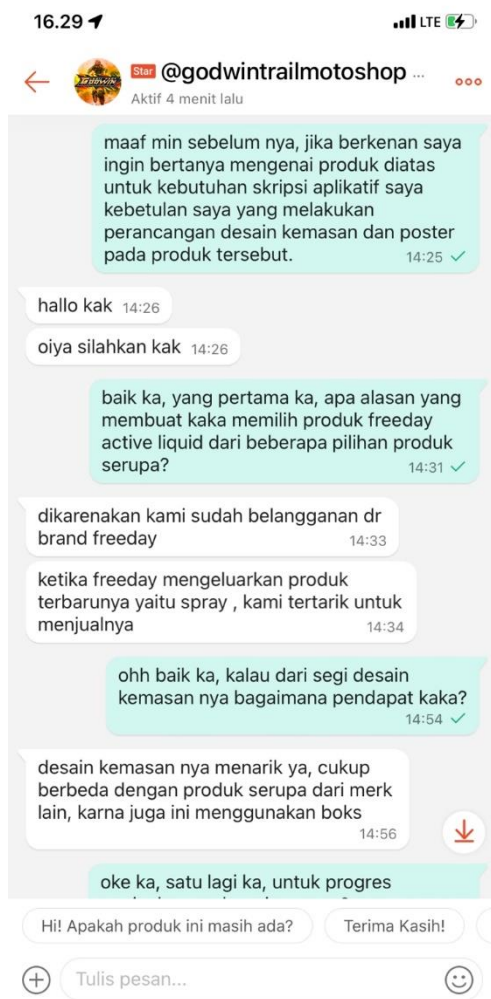 16.29
LTE
Star @godwintrailmotoshop ...
Aktif 4 menit lalu
maaf min sebelum nya, jika berkenan saya
ingin bertanya mengenai produk diatas
untuk kebutuhan skripsi aplikatif saya
kebetulan saya yang melakukan
perancangan desain kemasan dan poster
pada produk tersebut. 14:25
hallo kak 14:26
oiya silahkan kak 14:26
baik ka, yang pertama ka, apa alasan yang
membuat kaka memilih produk freeday
active liquid dari beberapa pilihan produk
serupa? 14:31
dikarenakan kami sudah belangganan dr
brand freeday 14:33
ketika freeday mengeluarkan produk
terbarunya yaitu spray , kami tertarik untuk
menjualnya 14:34
ohh baik ka, kalau dari segi desain
kemasan nya bagaimana pendapat kaka?
14:54
desain kemasan nya menarik ya, cukup
berbeda dengan produk serupa dari merk
lain, karna juga ini menggunakan boks
14:56
oke ka, satu lagi ka, untuk progres
Hi! Apakah produk ini masih ada?
Terima Kasih!
Tulis pesan...